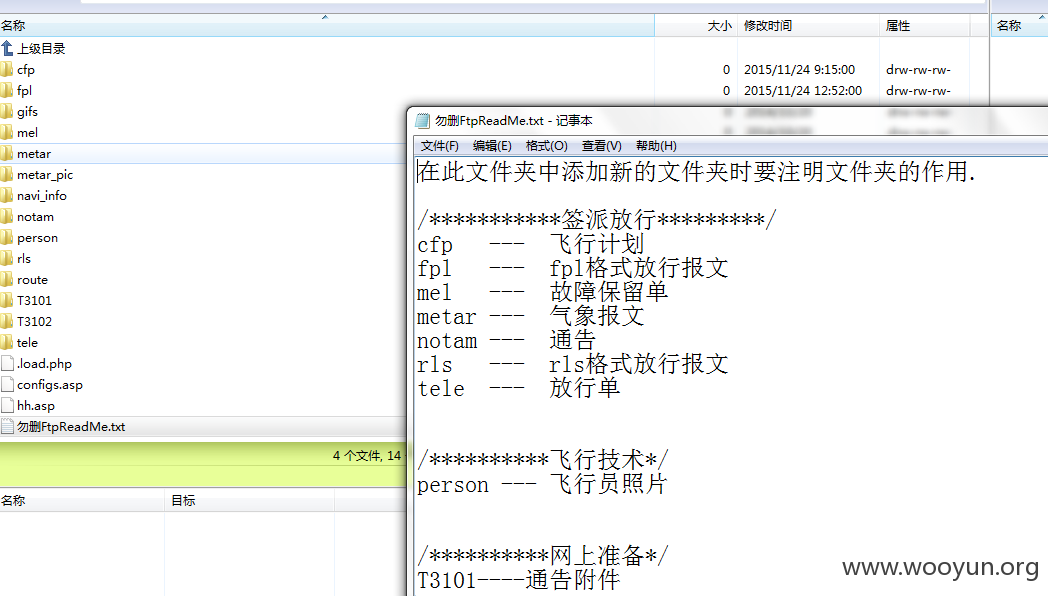 名称 大小 修改时间 属性 名称
上级目录
cfp 0 2015/11/24 9:15:00 drw-rw-rw-
fpl 0 2015/11/24 12:52:00 drw-rw-rw-
gifs
mel
metar
metar_pic
navi_info
notam
person
rls
route
T3101
T3102
tele
.load.php
configs.asp
hh.asp
勿删FtpReadMe.txt
4 个文件, 14
名称 目标
勿删FtpReadMe.txt - 记事本
文件(F) 编辑(E) 格式(O) 查看(V) 帮助(H)
在此文件夹中添加新的文件夹时要注明文件夹的作用.
/***********签派放行*********/
cfp --- 飞行计划
fpl --- fpl格式放行报文
mel --- 故障保留单
metar --- 气象报文
notam --- 通告
rls --- rls格式放行报文
tele --- 放行单
/**********飞行技术*/
person --- 飞行员照片
/**********网上准备*/
T3101----通告附件
www.wooyun.org